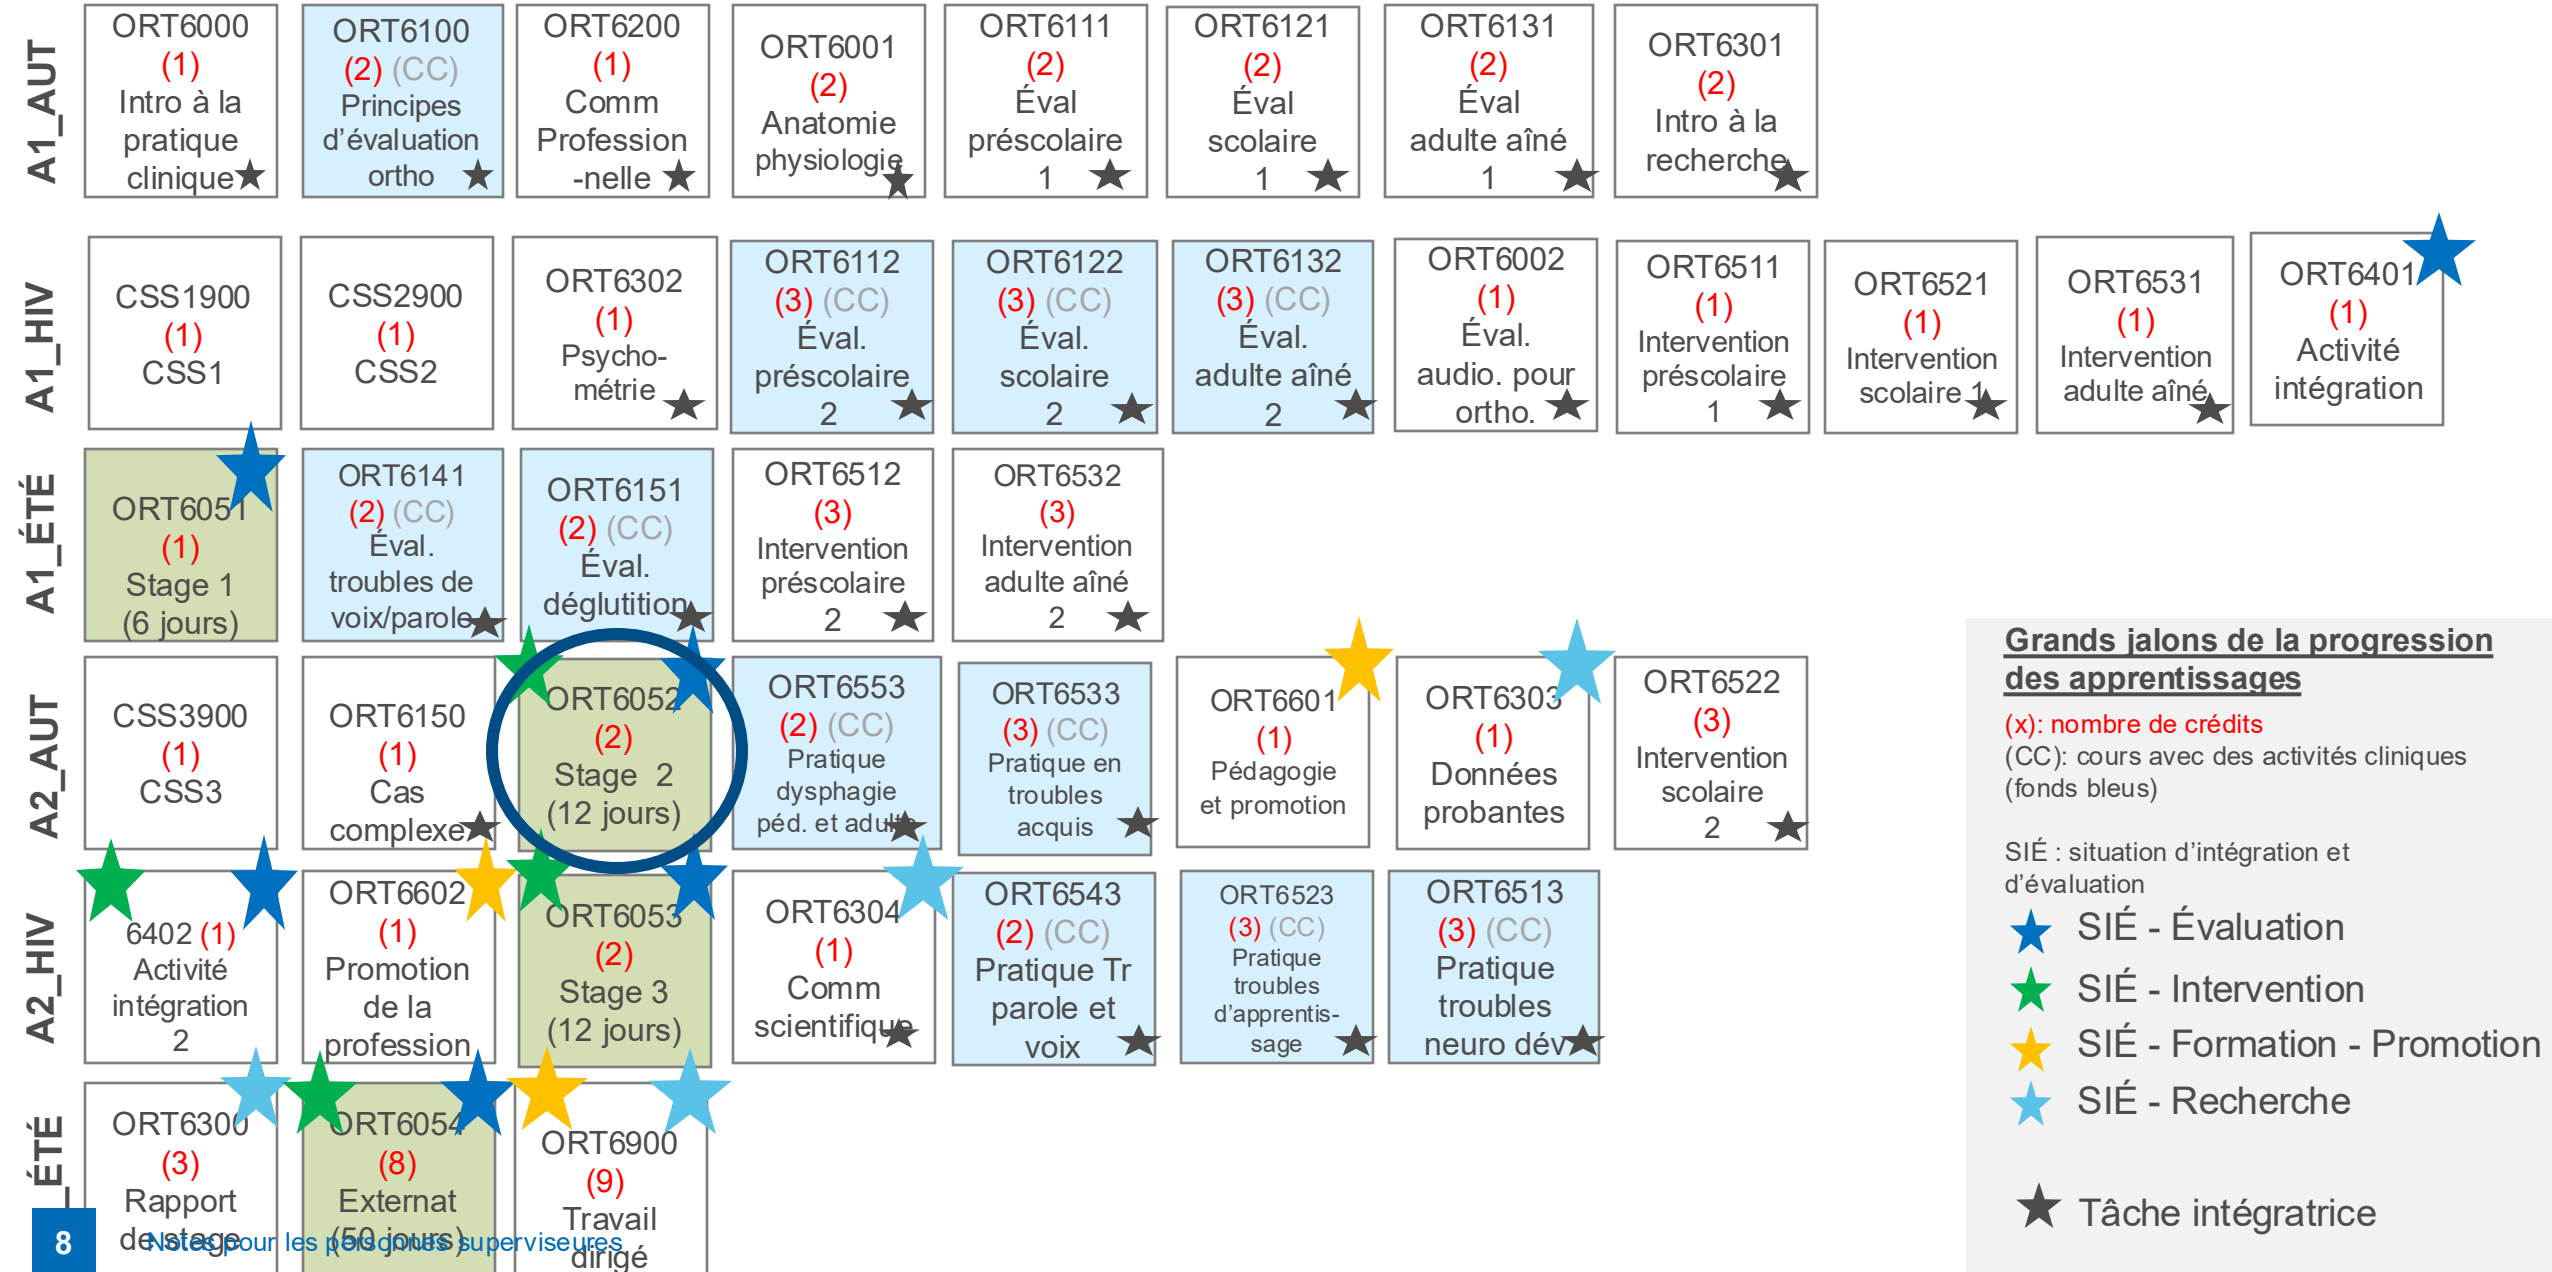 A1_AUT
ORT6000
(1)
Intro à la
pratique
clinique
ORT6100
(2) (CC)
Principes
d’évaluation
ortho
ORT6200
(1)
Comm
Profession
-nelle
ORT6001
(2)
Anatomie
physiologie
ORT6111
(2)
Éval
préscolaire
1
ORT6121
(2)
Éval
scolaire
1
ORT6131
(2)
Éval
adulte aîné
1
ORT6301
(2)
Intro à la
recherche
A1_HIV
CSS1900
(1)
CSS1
CSS2900
(1)
CSS2
ORT6302
(1)
Psycho-
métrie
ORT6112
(3) (CC)
Éval.
préscolaire
2
ORT6122
(3) (CC)
Éval.
scolaire
2
ORT6132
(3) (CC)
Éval.
adulte aîné
2
ORT6002
(1)
Éval.
audio. pour
ortho.
ORT6511
(1)
Intervention
préscolaire
1
ORT6521
(1)
Intervention
scolaire 1
ORT6531
(1)
Intervention
adulte aîné
ORT6401
(1)
Activité
intégration
A1_ÉTÉ
ORT6051
(1)
Stage 1
(6 jours)
ORT6141
(2) (CC)
Éval.
troubles de
voix/parole
ORT6151
(2) (CC)
Éval.
déglutition
ORT6512
(3)
Intervention
préscolaire
2
ORT6532
(3)
Intervention
adulte aîné
2
A2_AUT
CSS3900
(1)
CSS3
ORT6150
(1)
Cas
complexe
ORT6052
(2)
Stage 2
(12 jours)
ORT6553
(2) (CC)
Pratique
dysphagie
péd. et adulte
ORT6533
(3) (CC)
Pratique en
troubles
acquis
ORT6601
(1)
Pédagogie
et promotion
ORT6303
(1)
Données
probantes
ORT6522
(3)
Intervention
scolaire
2
A2_HIV
6402 (1)
Activité
intégration
2
ORT6602
(1)
Promotion
de la
profession
ORT6053
(2)
Stage 3
(12 jours)
ORT6304
(1)
Comm
scientifique
ORT6543
(2) (CC)
Pratique Tr
parole et
voix
ORT6523
(3) (CC)
Pratique
troubles
d’apprentis-
sage
ORT6513
(3) (CC)
Pratique
troubles
neuro dév
_ÉTÉ
ORT6300
(3)
Rapport
de stage
ORT6054
(8)
Externat
(50 jours)
ORT6900
(9)
Travail
dirigé
Grands jalons de la progression
des apprentissages
(x): nombre de crédits
(CC): cours avec des activités cliniques
(fonds bleus)
SIÉ : situation d’intégration et
d’évaluation
SIÉ - Évaluation
SIÉ - Intervention
SIÉ - Formation - Promotion
SIÉ - Recherche
Tâche intégratrice
8
Notes pour les personnes superviseures